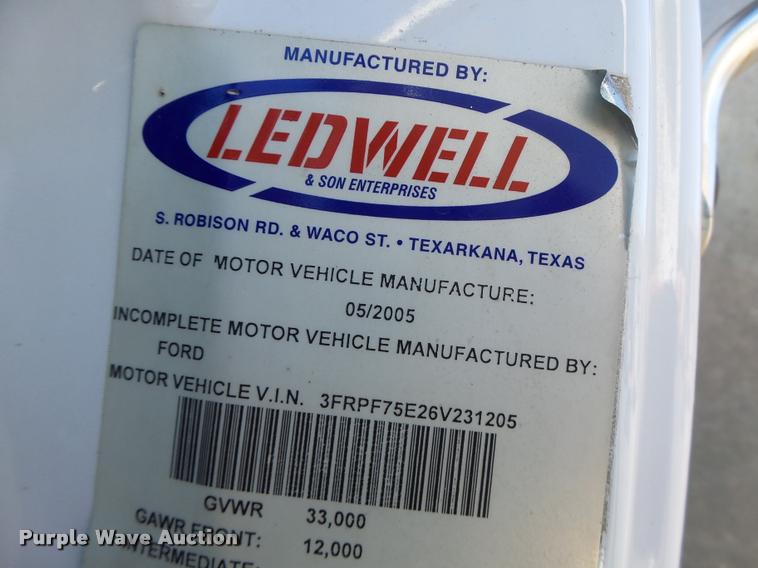 MANUFACTURED BY:
LEDWELL
& SON ENTERPRISES
S. ROBISON RD. & WACO ST. • TEXARKANA, TEXAS
DATE OF MOTOR VEHICLE MANUFACTURE:
05/2005
INCOMPLETE MOTOR VEHICLE MANUFACTURED BY:
FORD
MOTOR VEHICLE V.I.N. 3FRPF75E26V231205
GVWR 33,000
GAWR FRONT: 12,000
INTERMEDIATE:
Purple Wave Auction